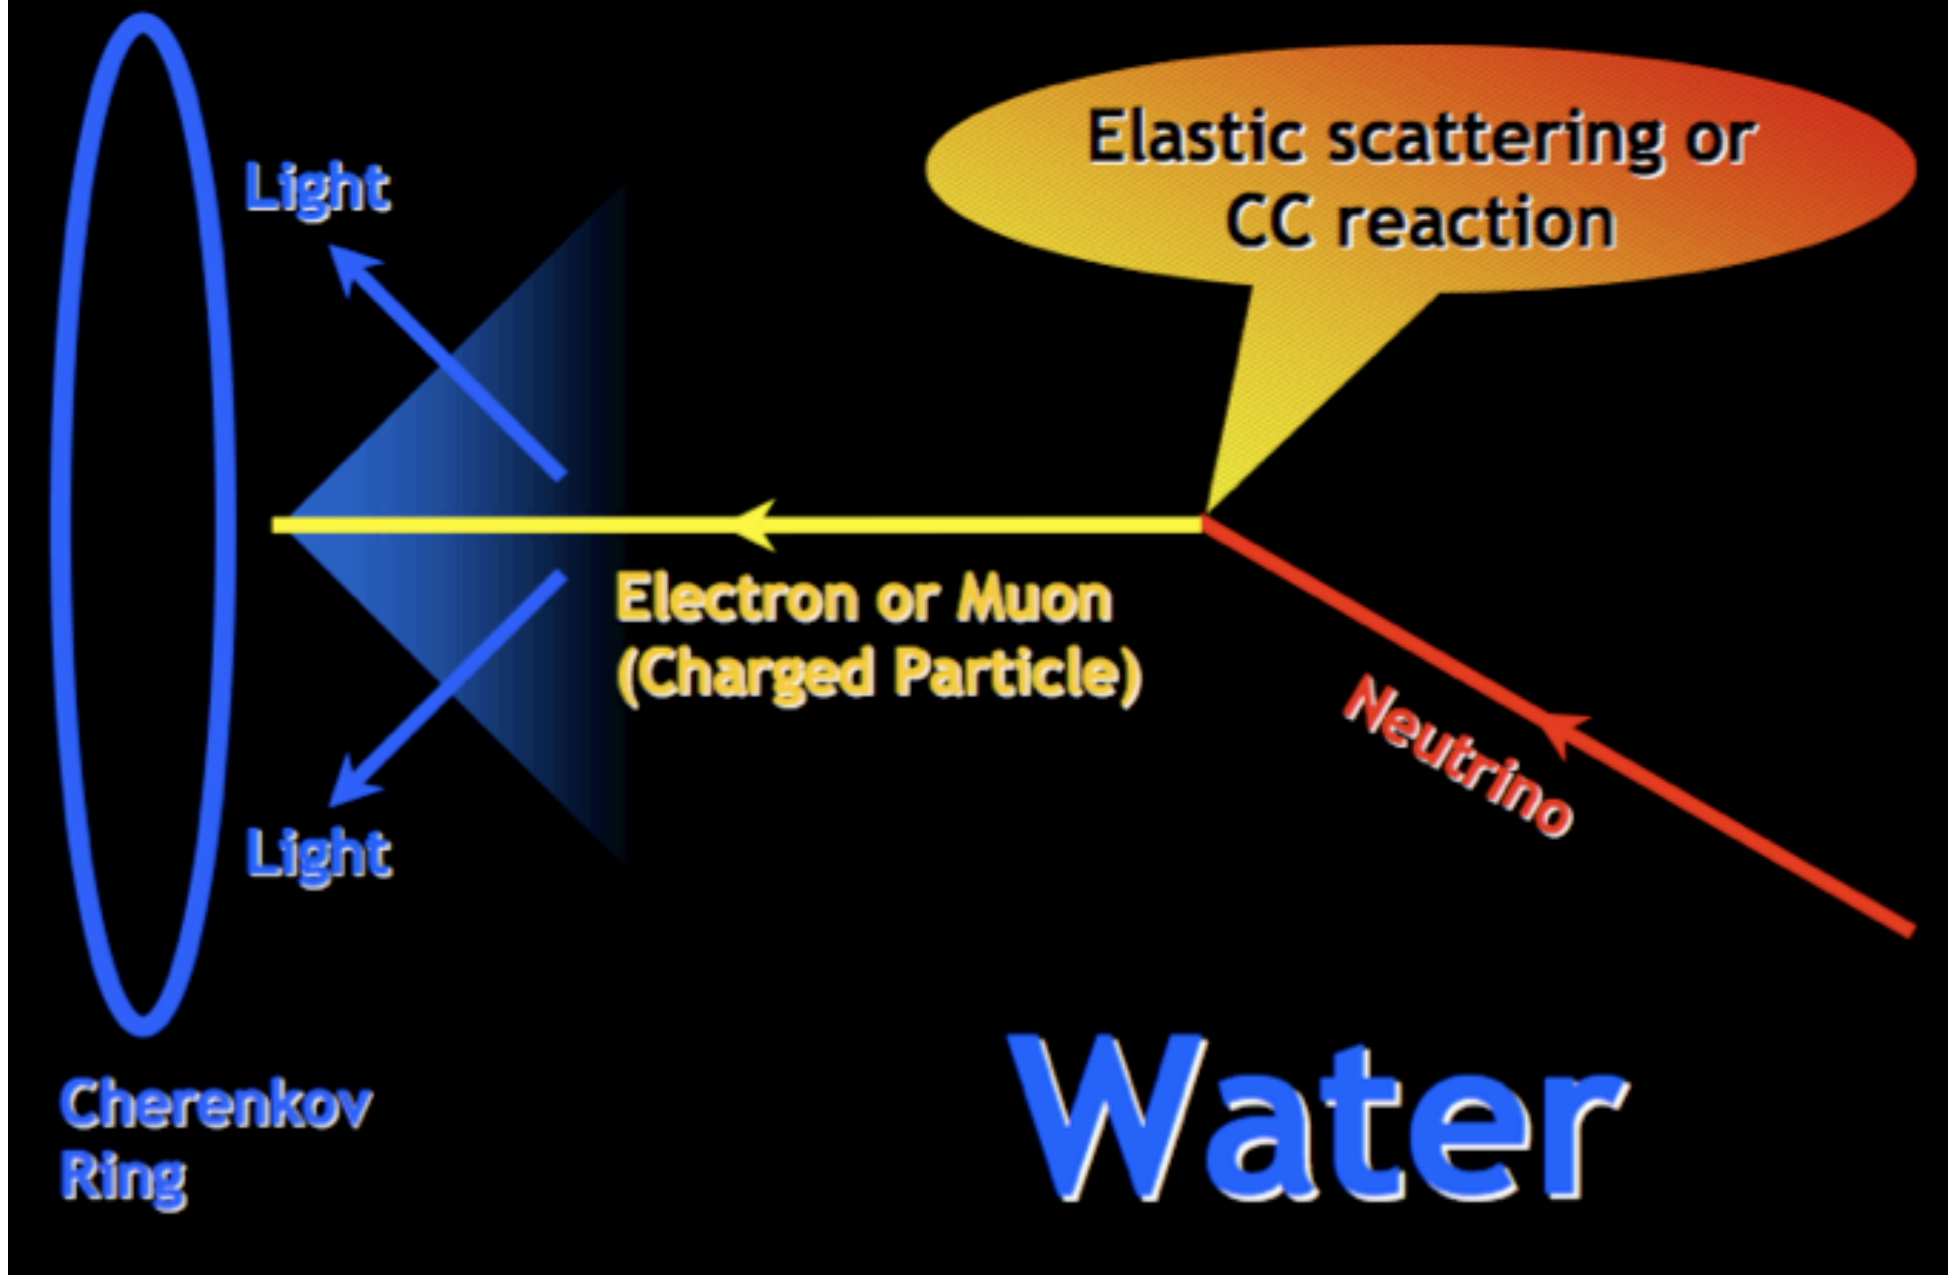 Elastic scattering or
CC reaction
Light
Electron or Muon
(Charged Particle)
Neutrino
Light
Cherenkov
Ring
Water